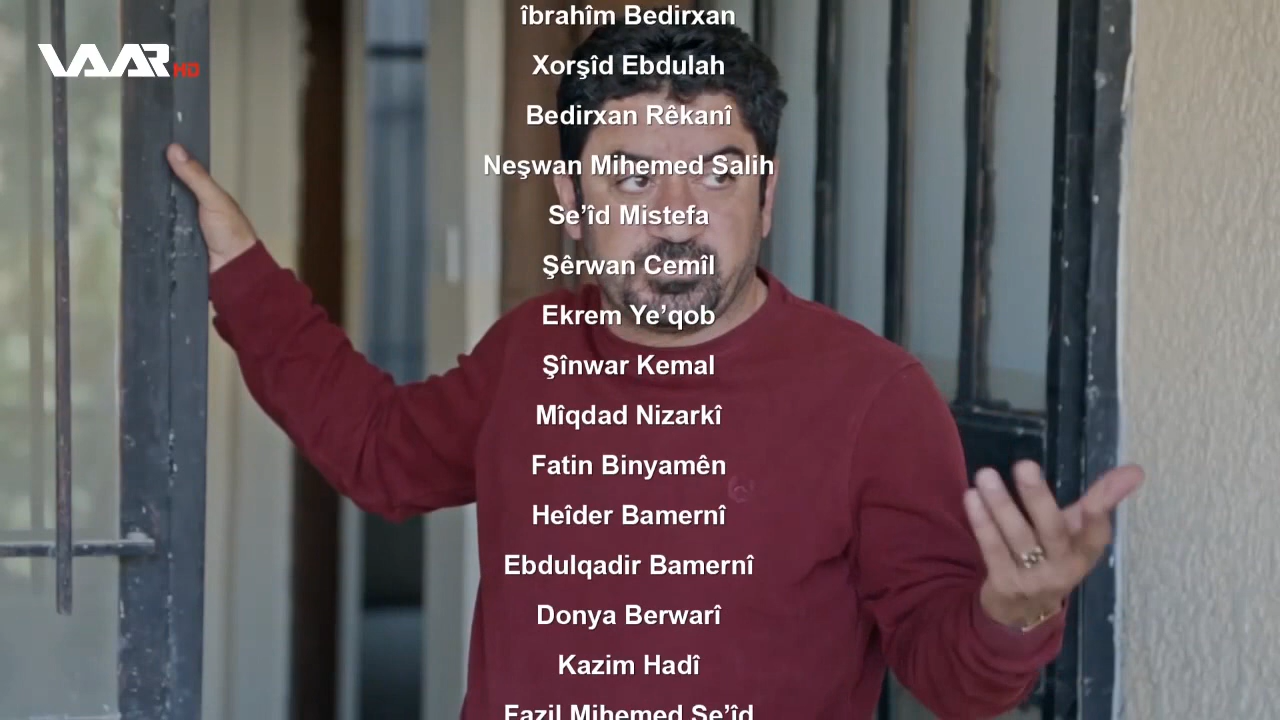 VAAR HD
îbrahîm Bedirxan
Xorşîd Ebdulah
Bedirxan Rêkanî
Neşwan Mihemed Salih
Se’îd Mistefa
Şêrwan Cemîl
Ekrem Ye’qob
Şînwar Kemal
Mîqdad Nizarkî
Fatin Binyamên
Heîder Bamernî
Ebdulqadir Bamernî
Donya Berwarî
Kazim Hadî
Fazil Mihemed Se’îd